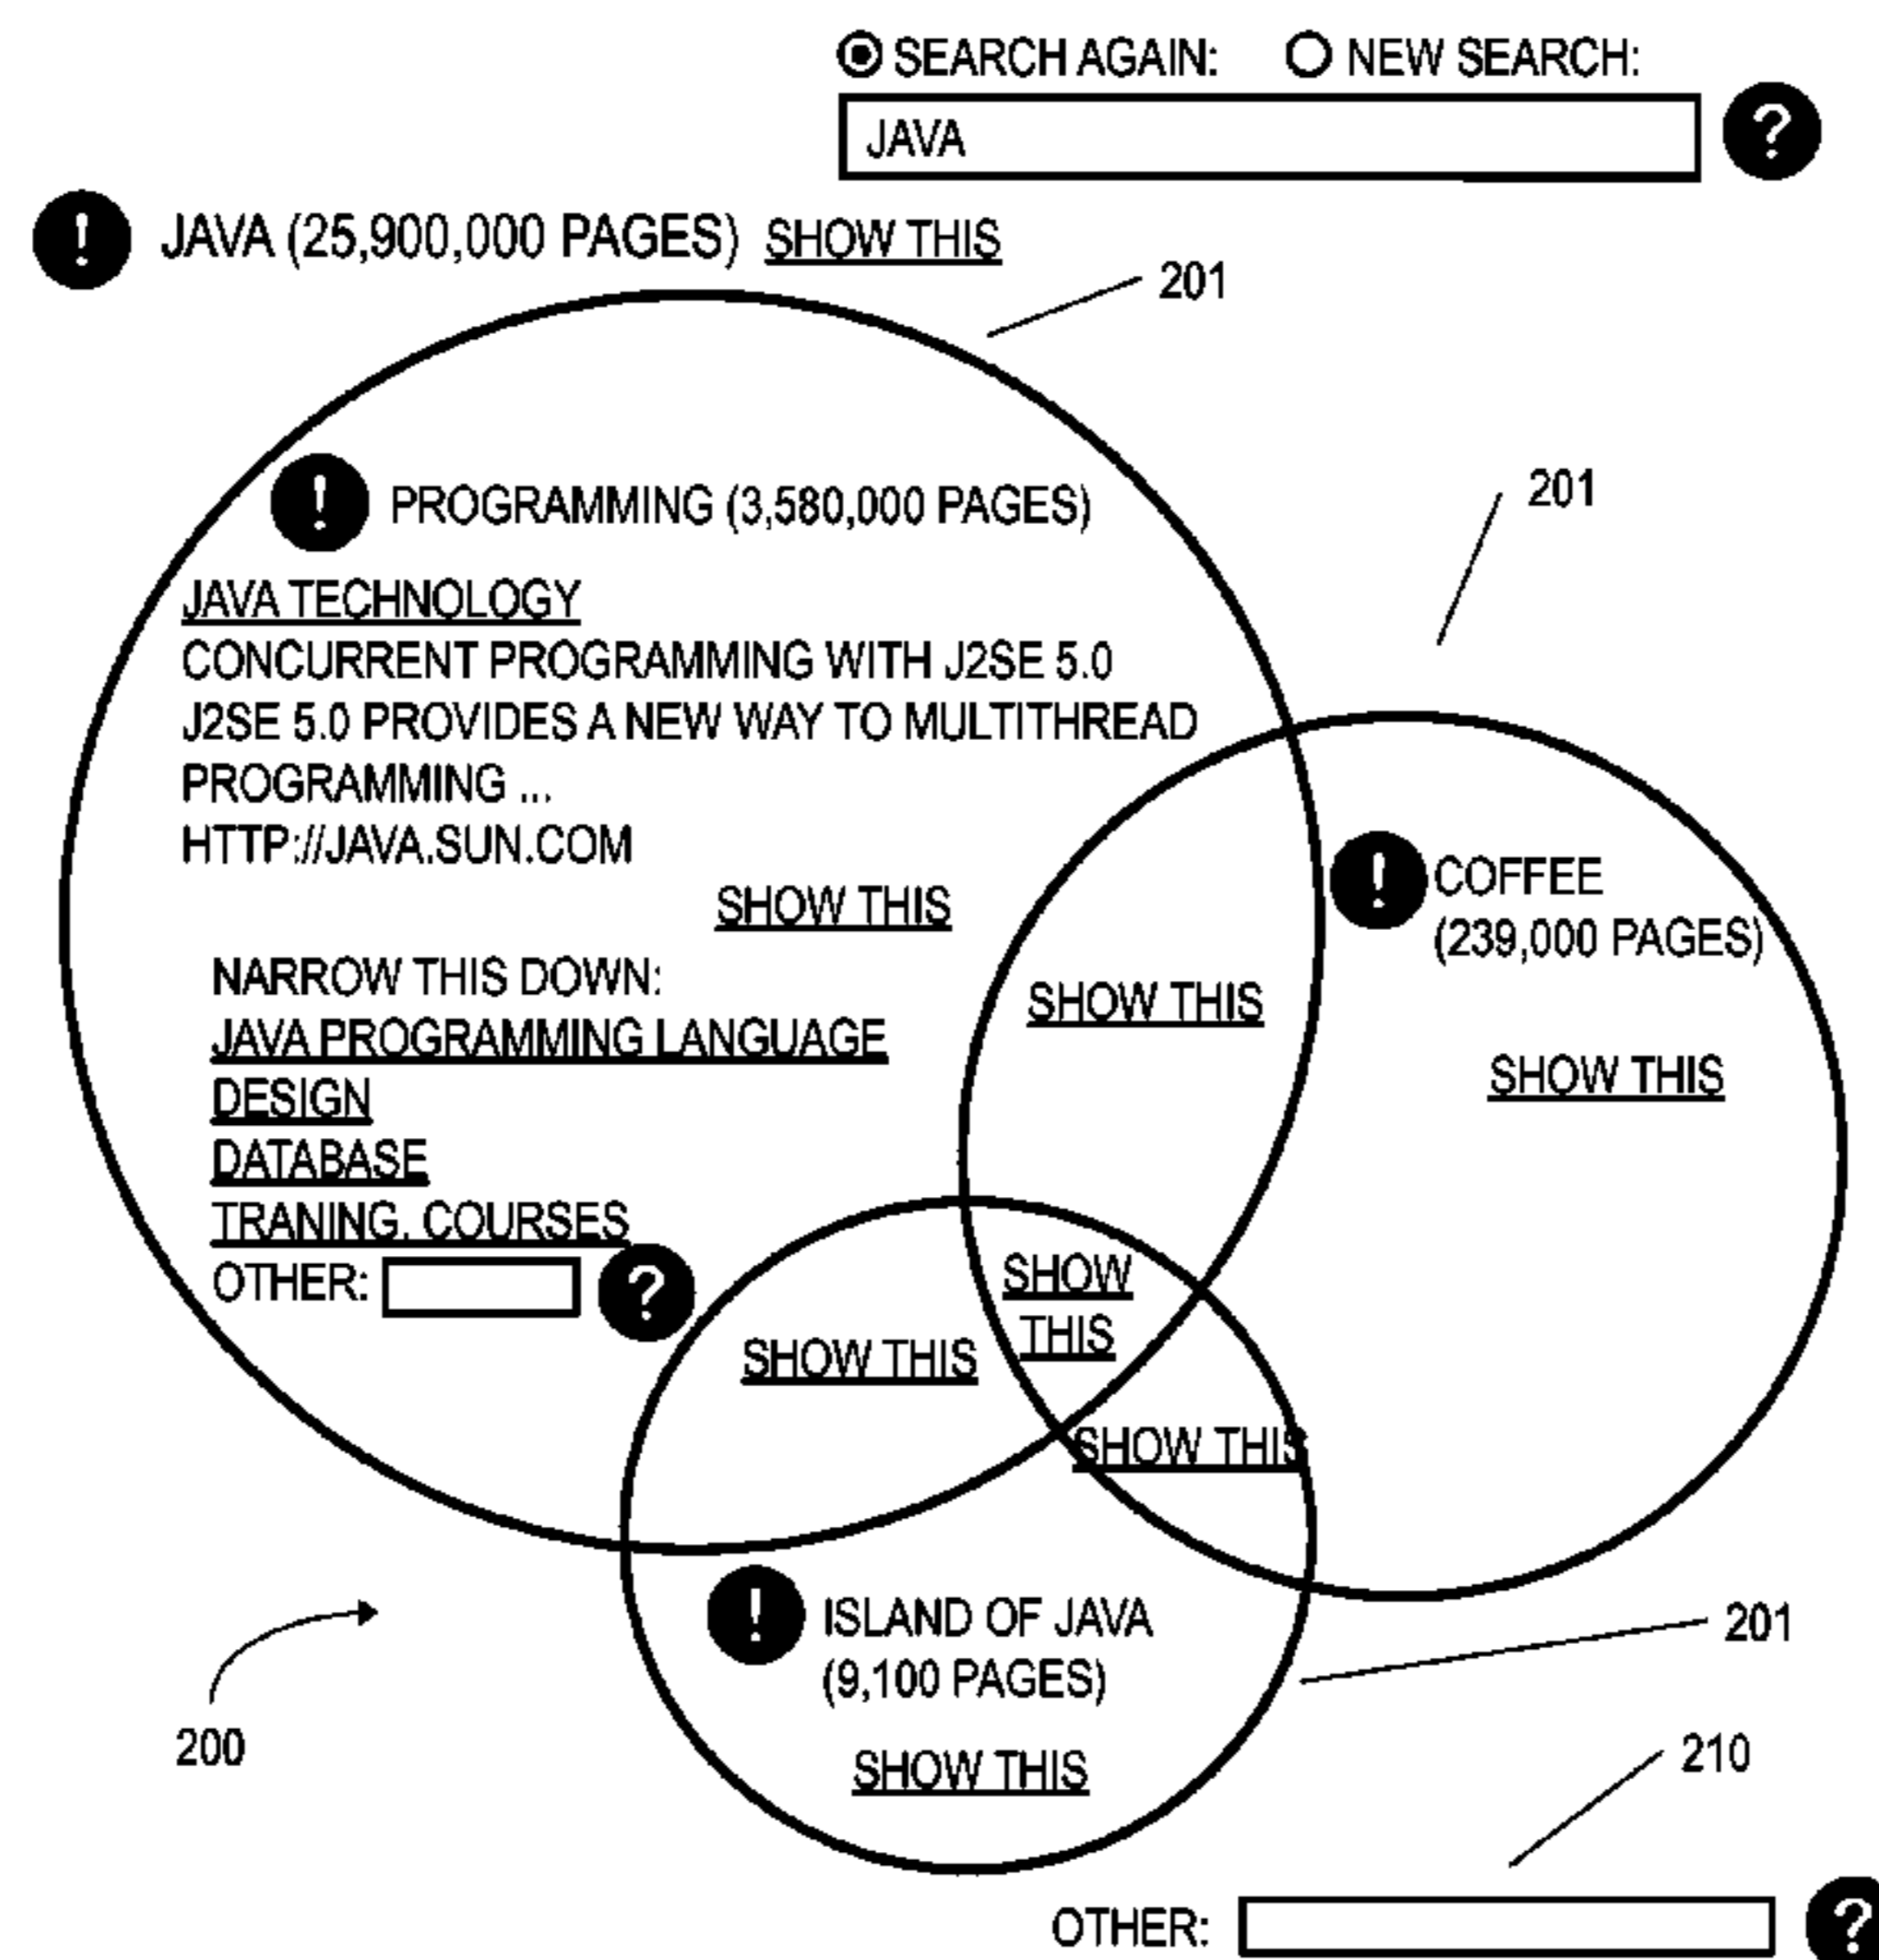 SEARCH AGAIN: NEW SEARCH:
JAVA ?
! JAVA (25,900,000 PAGES) SHOW THIS
201
201
! PROGRAMMING (3,580,000 PAGES)
JAVA TECHNOLOGY
CONCURRENT PROGRAMMING WITH J2SE 5.0
J2SE 5.0 PROVIDES A NEW WAY TO MULTITHREAD
PROGRAMMING ...
HTTP://JAVA.SUN.COM
SHOW THIS
! COFFEE
(239,000 PAGES)
SHOW THIS
SHOW THIS
NARROW THIS DOWN:
JAVA PROGRAMMING LANGUAGE
DESIGN
DATABASE
TRANING, COURSES
OTHER: ?
SHOW THIS
SHOW
THIS
SHOW THIS
! ISLAND OF JAVA
(9,100 PAGES)
SHOW THIS
201
200
210
OTHER: ?